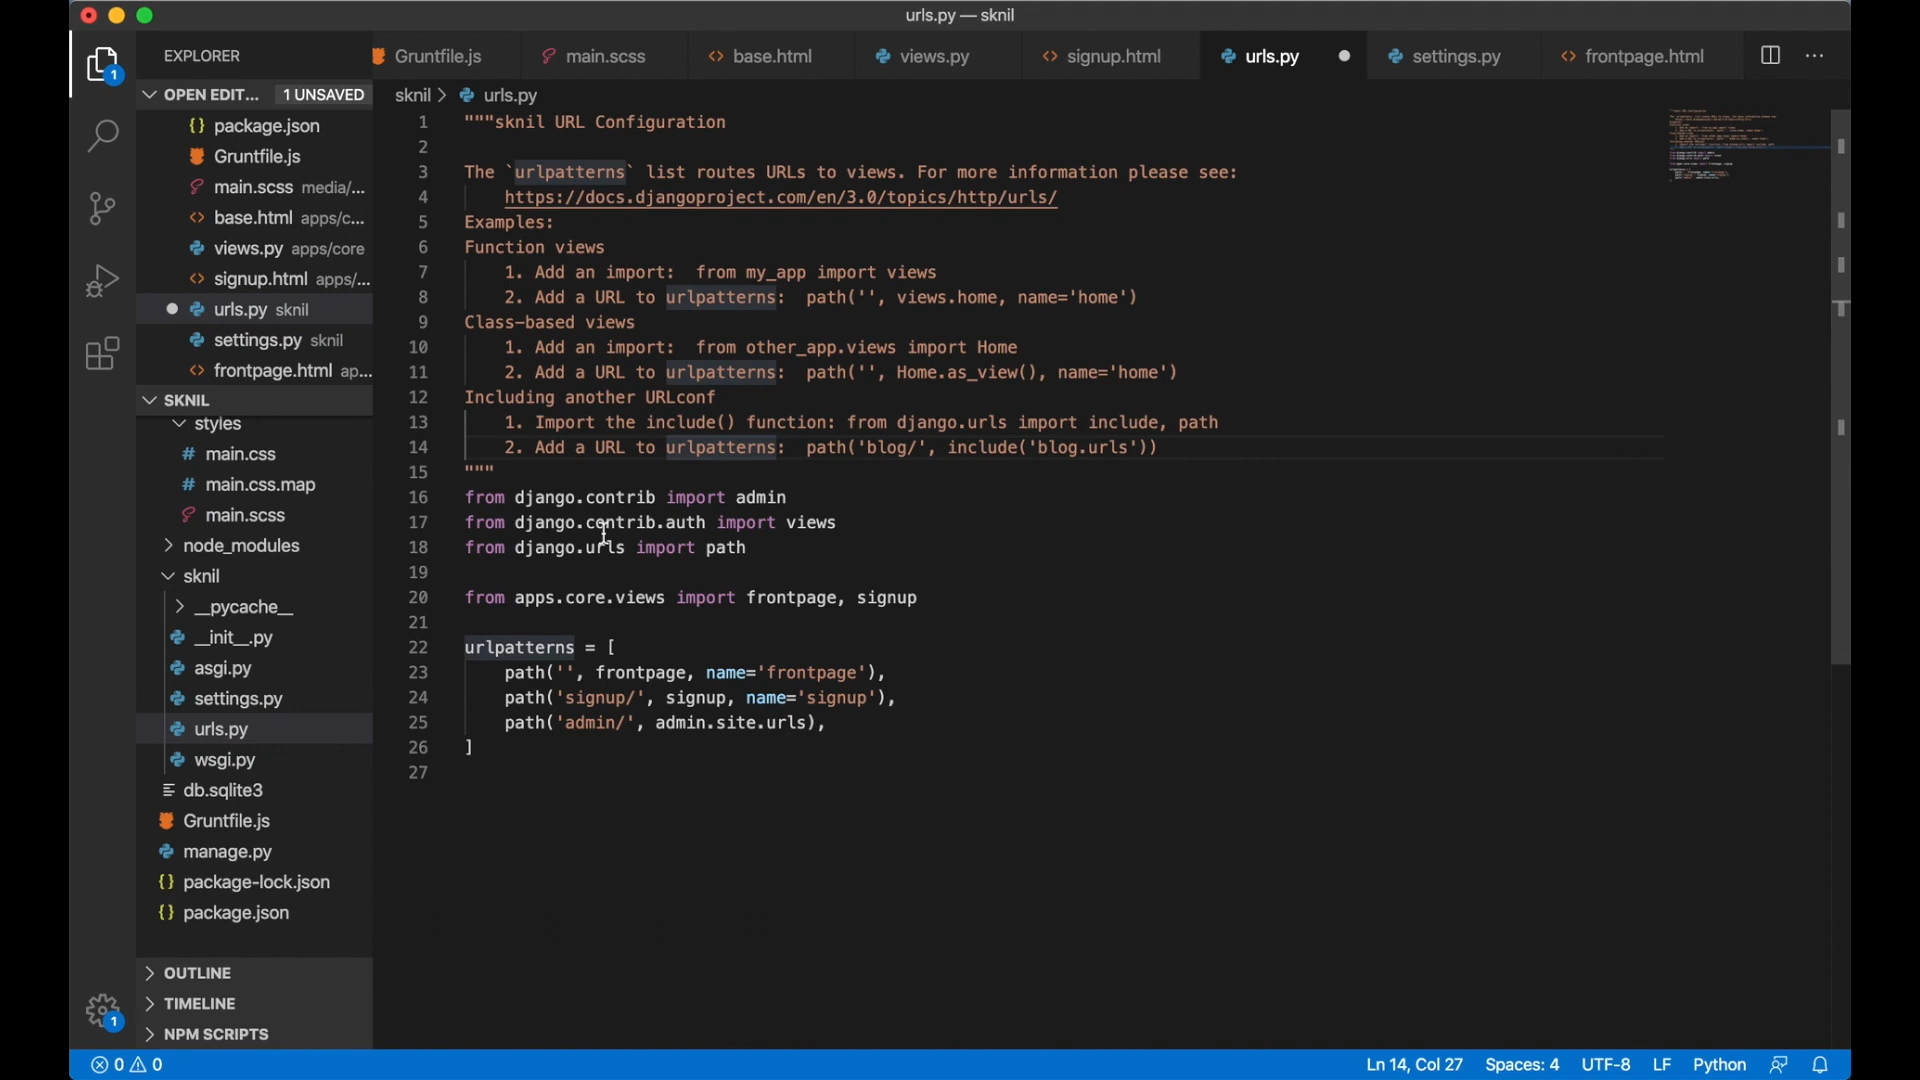 urls.py — sknil
EXPLORER
Gruntfile.js
main.scss
base.html
views.py
signup.html
urls.py
settings.py
frontpage.html
OPEN EDIT... 1 UNSAVED
package.json
Gruntfile.js
main.scss media/...
base.html apps/c...
views.py apps/core
signup.html apps/...
urls.py sknil
settings.py sknil
frontpage.html ap...
SKNIL
styles
main.css
main.css.map
main.scss
node_modules
sknil
__pycache__
__init__.py
asgi.py
settings.py
urls.py
wsgi.py
db.sqlite3
Gruntfile.js
manage.py
package-lock.json
package.json
OUTLINE
TIMELINE
NPM SCRIPTS
sknil > urls.py
1 """sknil URL Configuration
2
3 The `urlpatterns` list routes URLs to views. For more information please see:
4 https://docs.djangoproject.com/en/3.0/topics/http/urls/
5 Examples:
6 Function views
7 1. Add an import:  from my_app import views
8 2. Add a URL to urlpatterns:  path('', views.home, name='home')
9 Class-based views
10 1. Add an import:  from other_app.views import Home
11 2. Add a URL to urlpatterns:  path('', Home.as_view(), name='home')
12 Including another URLconf
13 1. Import the include() function: from django.urls import include, path
14 2. Add a URL to urlpatterns:  path('blog/', include('blog.urls'))
15 """
16 from django.contrib import admin
17 from django.contrib.auth import views
18 from django.urls import path
19
20 from apps.core.views import frontpage, signup
21
22 urlpatterns = [
23 path('', frontpage, name='frontpage'),
24 path('signup/', signup, name='signup'),
25 path('admin/', admin.site.urls),
26 ]
27
1
1
0 0
Ln 14, Col 27
Spaces: 4
UTF-8
LF
Python